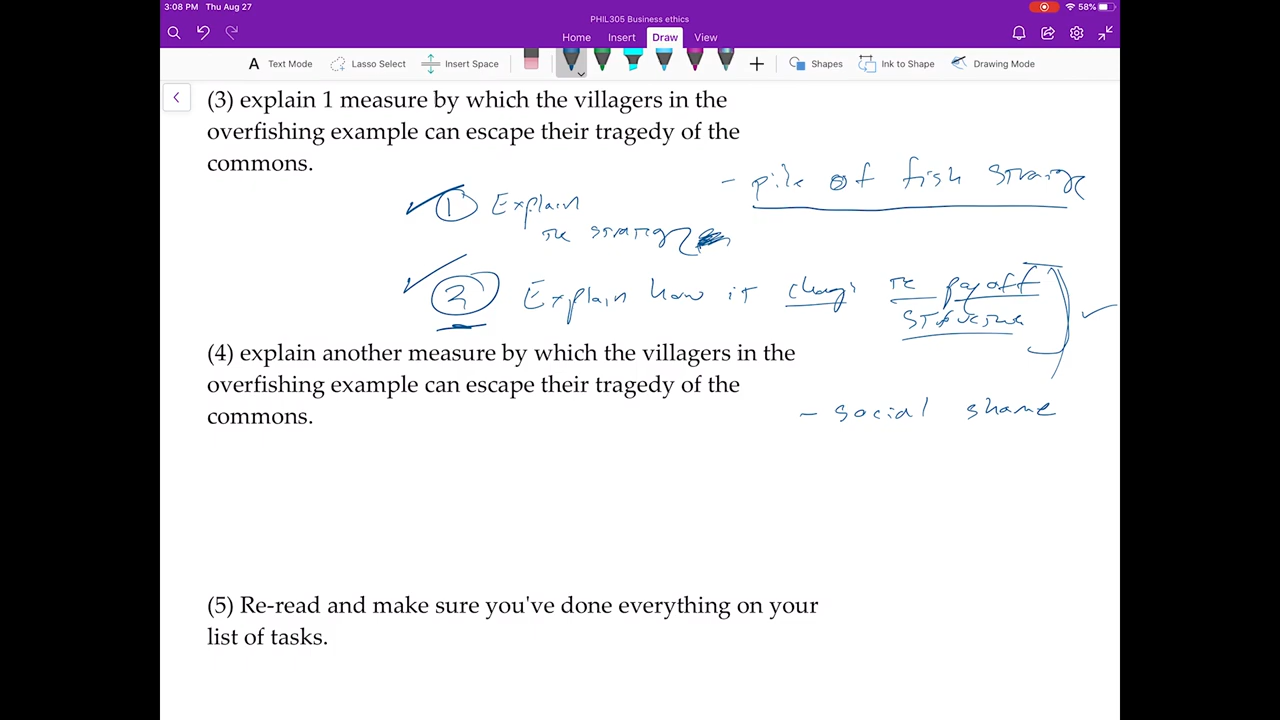 3:08 PM Thu Aug 27
58%
PHIL305 Business ethics
Home Insert Draw View
Text Mode Lasso Select Insert Space Shapes Ink to Shape Drawing Mode
(3) explain 1 measure by which the villagers in the
overfishing example can escape their tragedy of the
commons.
- pile of fish strategy
1 Explain
the strategy
2 Explain how it changes the payoff
structure
(4) explain another measure by which the villagers in the
overfishing example can escape their tragedy of the
commons.
- social shame
(5) Re-read and make sure you've done everything on your
list of tasks.